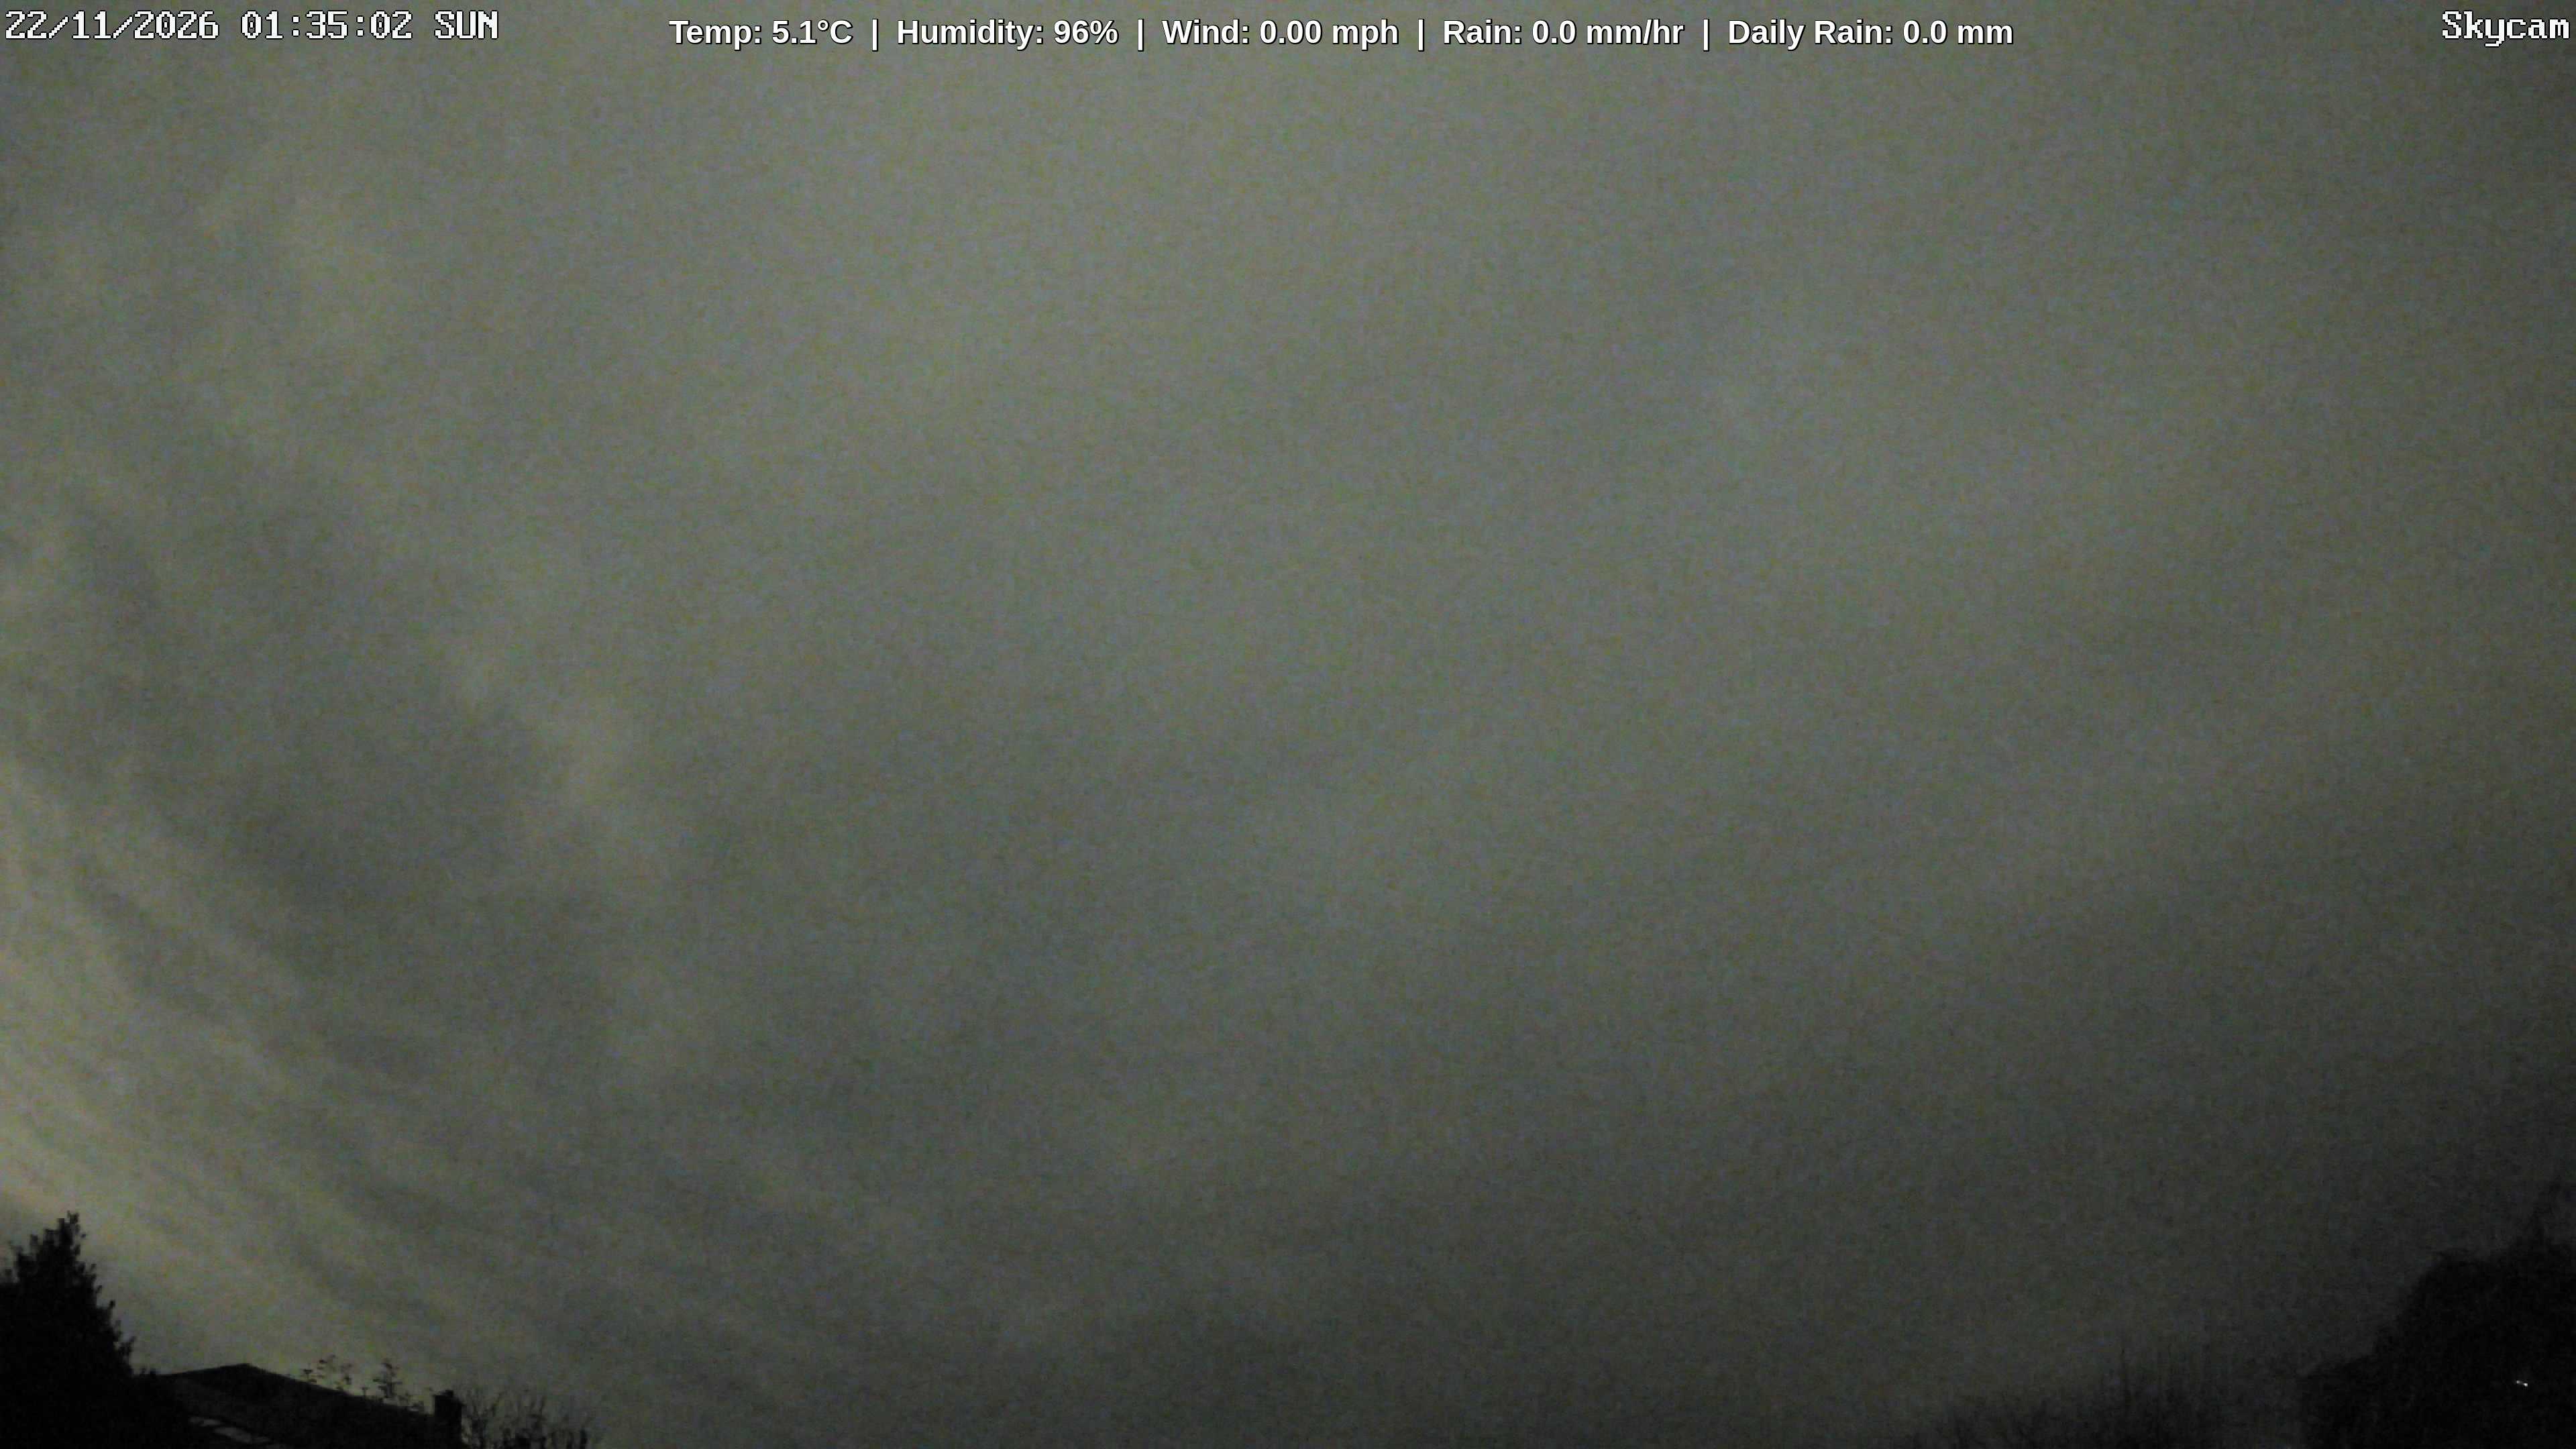 22/11/2026 01:35:02 SUN
Temp: 5.1°C | Humidity: 96% | Wind: 0.00 mph | Rain: 0.0 mm/hr | Daily Rain: 0.0 mm
Skycam